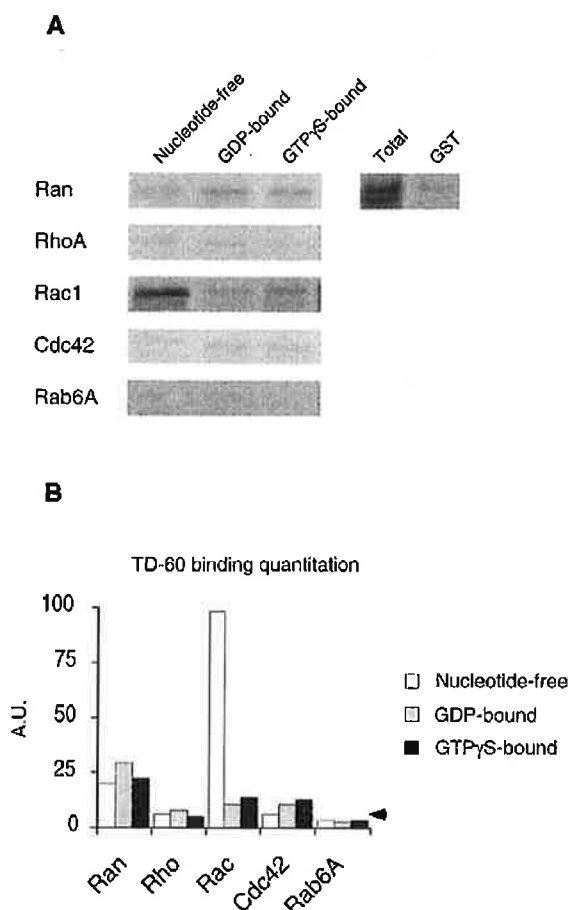 A
Nucleotide-free
GDP-bound
GTPγS-bound
Total
GST
Ran
RhoA
Rac1
Cdc42
Rab6A
B
TD-60 binding quantitation
100
75
50
25
0
A.U.
Nucleotide-free
GDP-bound
GTPγS-bound
Ran
Rho
Rac
Cdc42
Rab6A